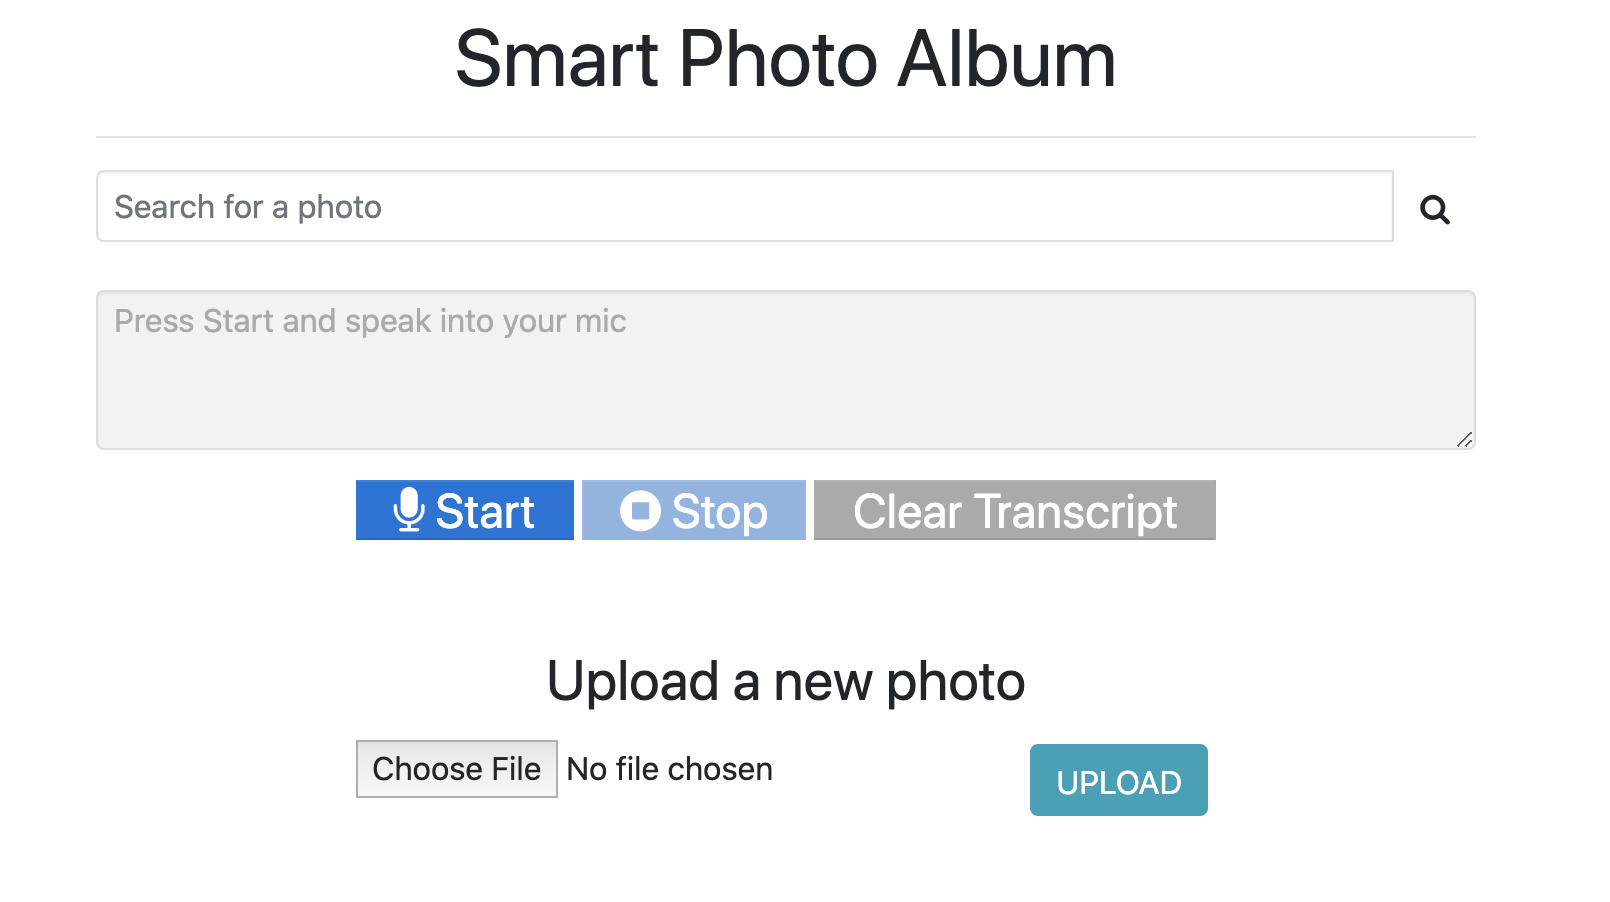 Smart Photo Album
Search for a photo
Press Start and speak into your mic
Start Stop Clear Transcript
Upload a new photo
Choose File No file chosen UPLOAD